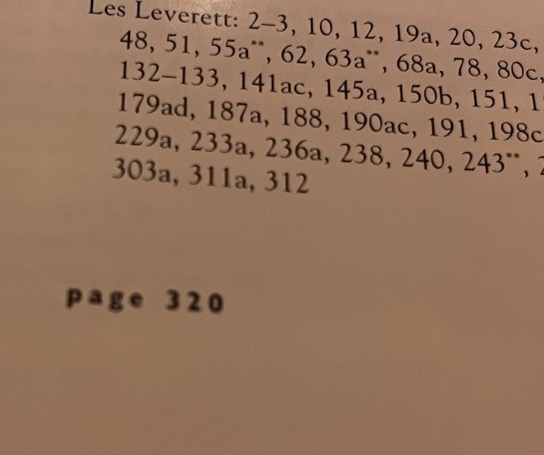 Les Leverett: 2–3, 10, 12, 19a, 20, 23c,
48, 51, 55a**, 62, 63a**, 68a, 78, 80c,
132–133, 141ac, 145a, 150b, 151, 1
179ad, 187a, 188, 190ac, 191, 198c
229a, 233a, 236a, 238, 240, 243**, 2
303a, 311a, 312
page 320